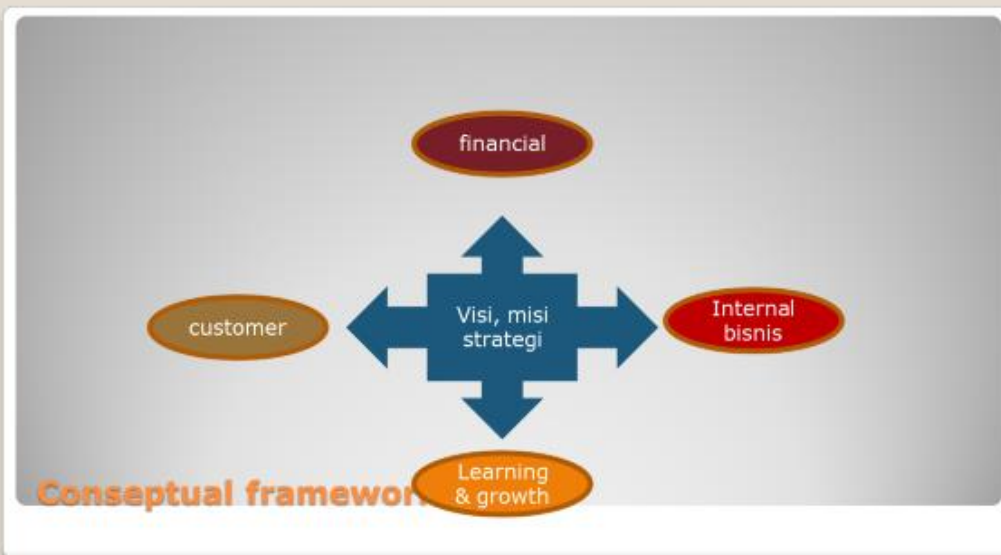 financial
customer
Visi, misi
strategi
Internal
bisnis
Learning
& growth
Conseptual framewor